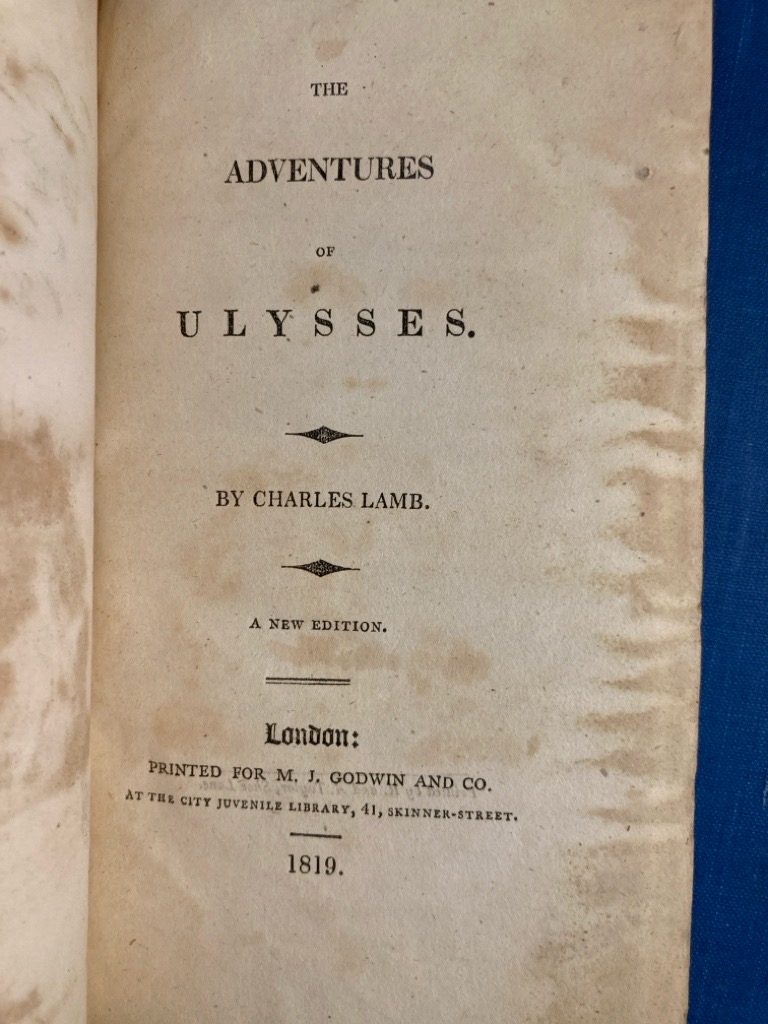 THE
ADVENTURES
OF
ULYSSES.
BY CHARLES LAMB.
A NEW EDITION.
London:
PRINTED FOR M. J. GODWIN AND CO.
AT THE CITY JUVENILE LIBRARY, 41, SKINNER-STREET.
1819.